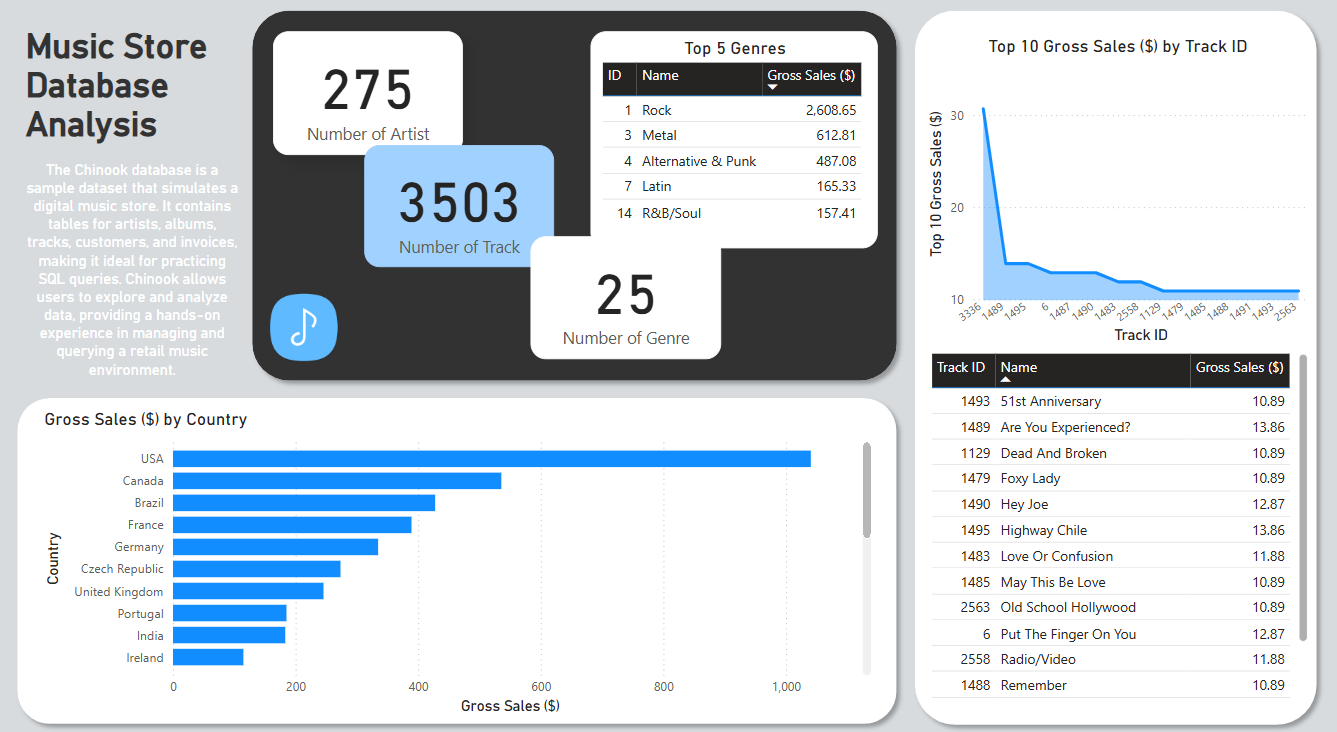 Music Store
Database
Analysis
The Chinook database is a
sample dataset that simulates a
digital music store. It contains
tables for artists, albums,
tracks, customers, and invoices,
making it ideal for practicing
SQL queries. Chinook allows
users to explore and analyze
data, providing a hands-on
experience in managing and
querying a retail music
environment.
275
Number of Artist
3503
Number of Track
25
Number of Genre
Top 5 Genres
ID Name Gross Sales ($)
1 Rock 2,608.65
3 Metal 612.81
4 Alternative & Punk 487.08
7 Latin 165.33
14 R&B/Soul 157.41
Gross Sales ($) by Country
Country
USA
Canada
Brazil
France
Germany
Czech Republic
United Kingdom
Portugal
India
Ireland
0 200 400 600 800 1,000
Gross Sales ($)
Top 10 Gross Sales ($) by Track ID
Top 10 Gross Sales ($)
30
20
10
3336 1489 1495 6 1487 1490 1483 2558 1129 1479 1485 1488 1491 1493 2563
Track ID
Track ID Name Gross Sales ($)
1493 51st Anniversary 10.89
1489 Are You Experienced? 13.86
1129 Dead And Broken 10.89
1479 Foxy Lady 10.89
1490 Hey Joe 12.87
1495 Highway Chile 13.86
1483 Love Or Confusion 11.88
1485 May This Be Love 10.89
2563 Old School Hollywood 10.89
6 Put The Finger On You 12.87
2558 Radio/Video 11.88
1488 Remember 10.89